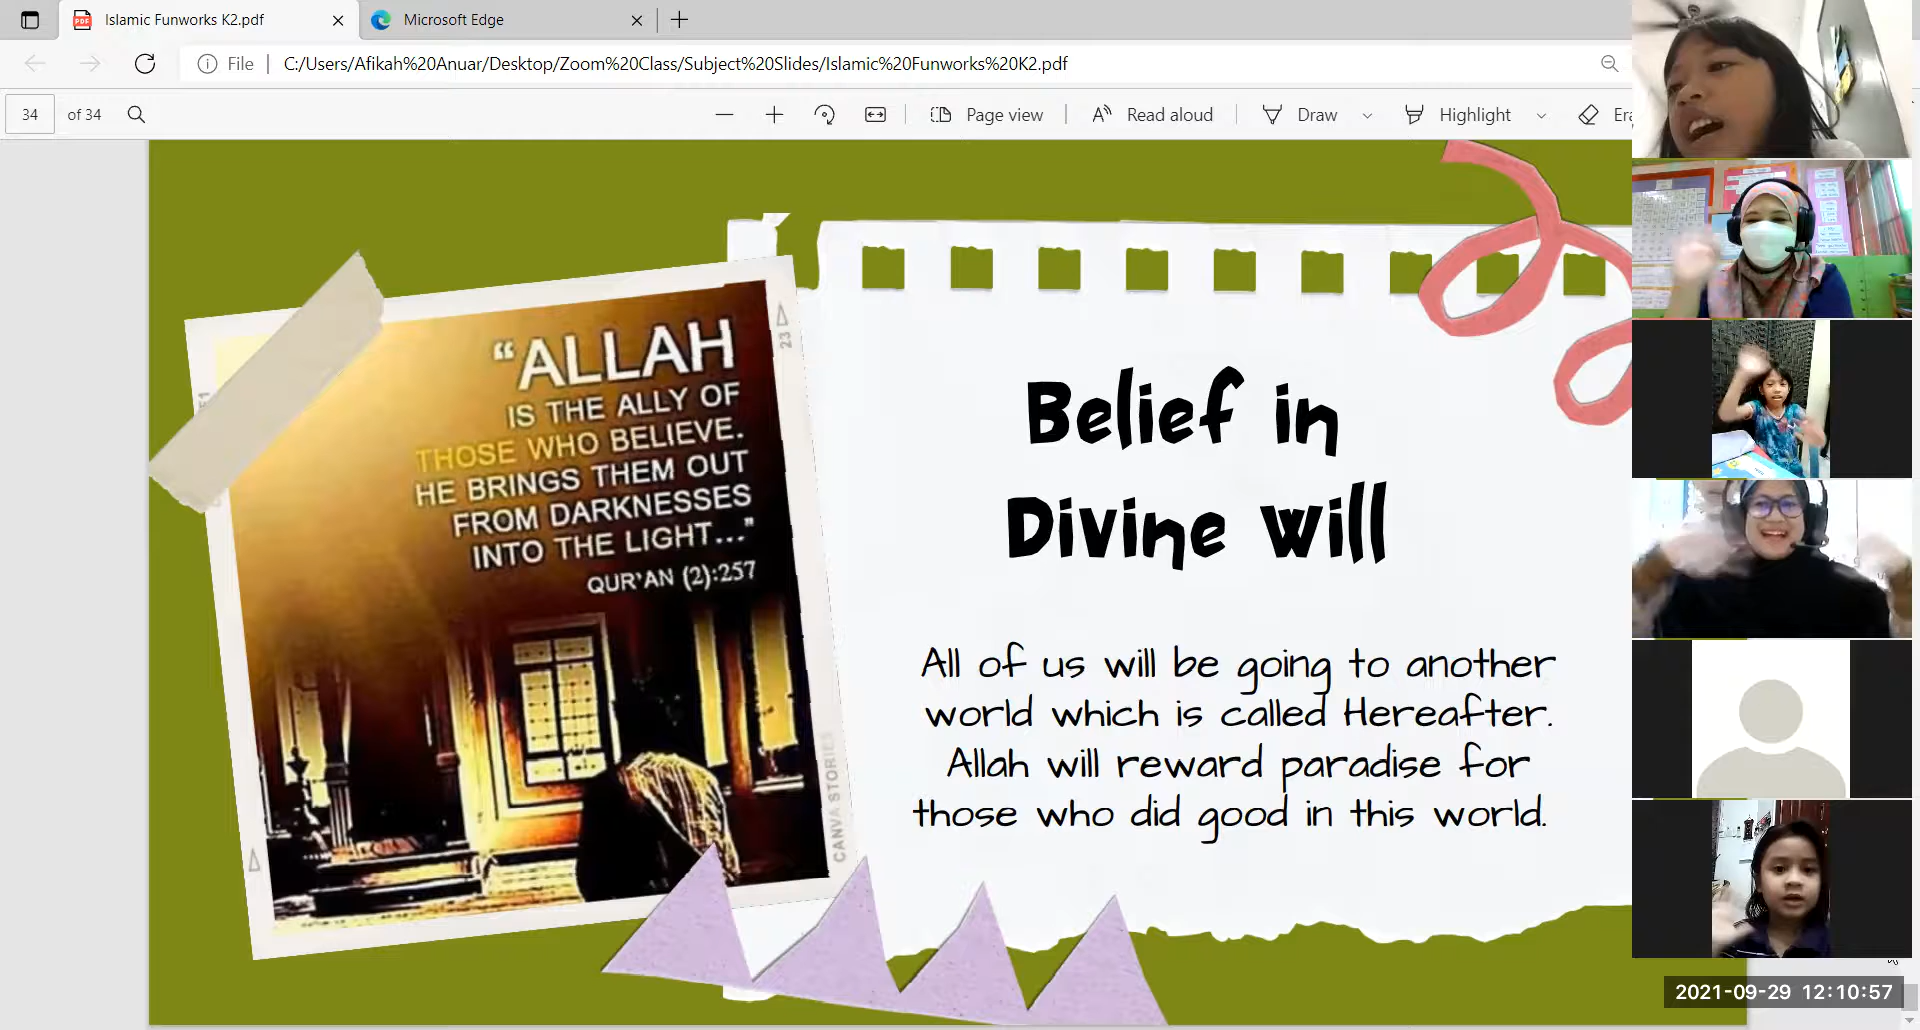 Islamic Funworks K2.pdf
Microsoft Edge
File
C:/Users/Afikah%20Anuar/Desktop/Zoom%20Class/Subject%20Slides/Islamic%20Funworks%20K2.pdf
34
of 34
Page view
Read aloud
Draw
Highlight
"ALLAH
IS THE ALLY OF
THOSE WHO BELIEVE.
HE BRINGS THEM OUT
FROM DARKNESSES
INTO THE LIGHT..."
QUR'AN (2):257
23
CANVA STORIES
Belief in
Divine will
All of us will be going to another
world which is called Hereafter.
Allah will reward paradise for
those who did good in this world.
2021-09-29 12:10:57